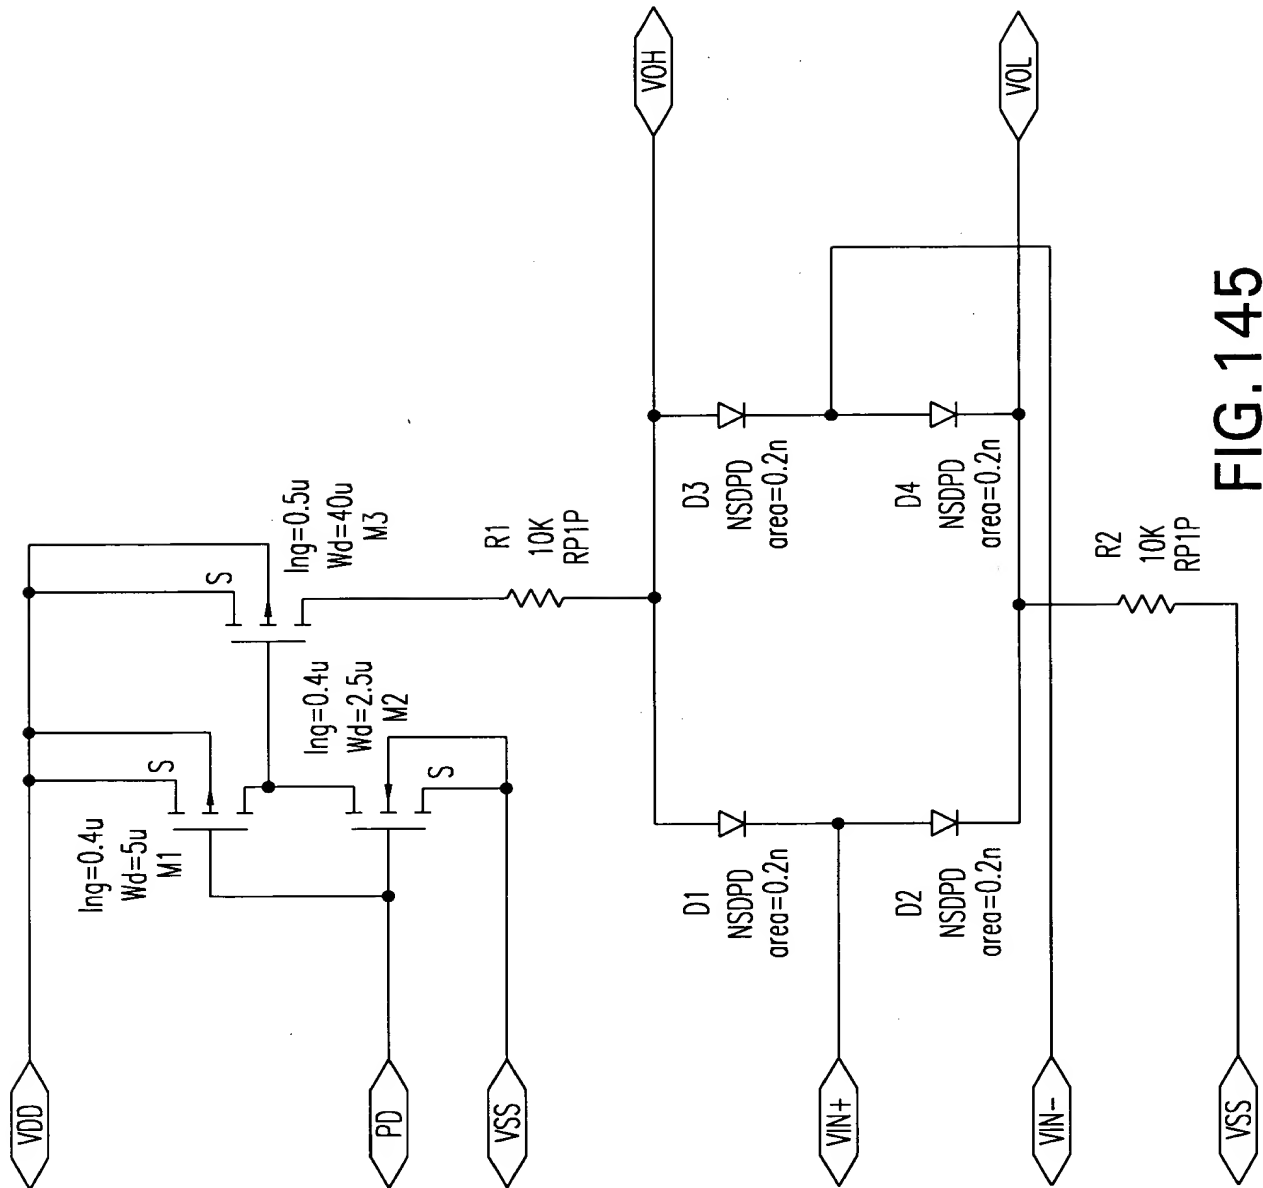 VDD
PD
VSS
VIN+
VIN-
VSS
lng=0.4u
Wd=5u
M1
S
lng=0.4u
Wd=2.5u
M2
S
lng=0.5u
Wd=40u
M3
S
R1
10K
RP1P
D1
NSDPD
area=0.2n
D2
NSDPD
area=0.2n
D3
NSDPD
area=0.2n
D4
NSDPD
area=0.2n
R2
10K
RP1P
VOH
VOL
FIG.145